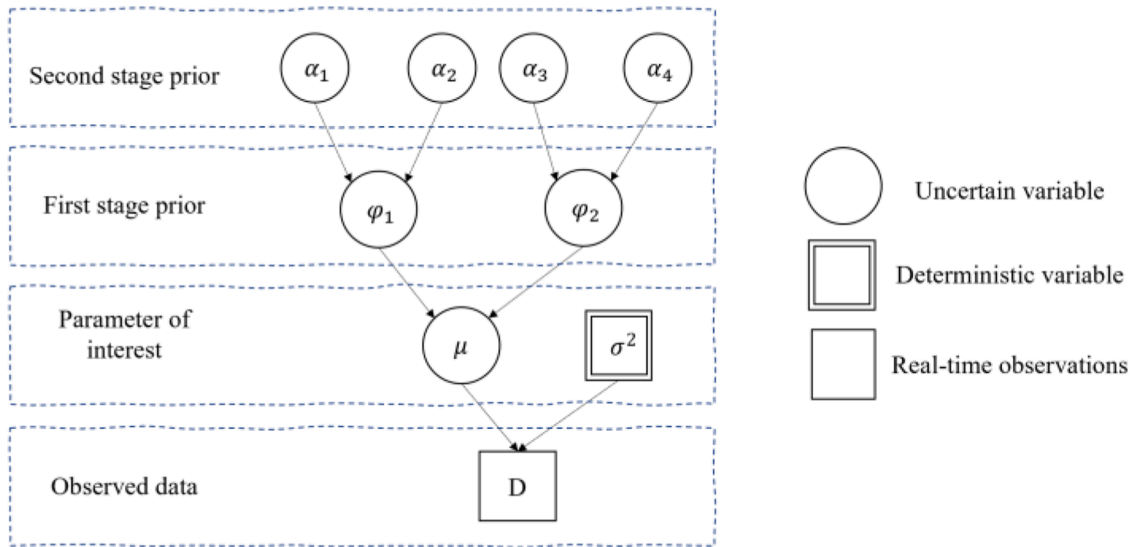 Second stage prior
α₁ α₂ α₃ α₄
First stage prior
φ₁ φ₂
Parameter of
interest
μ σ²
Observed data
D
Uncertain variable
Deterministic variable
Real-time observations